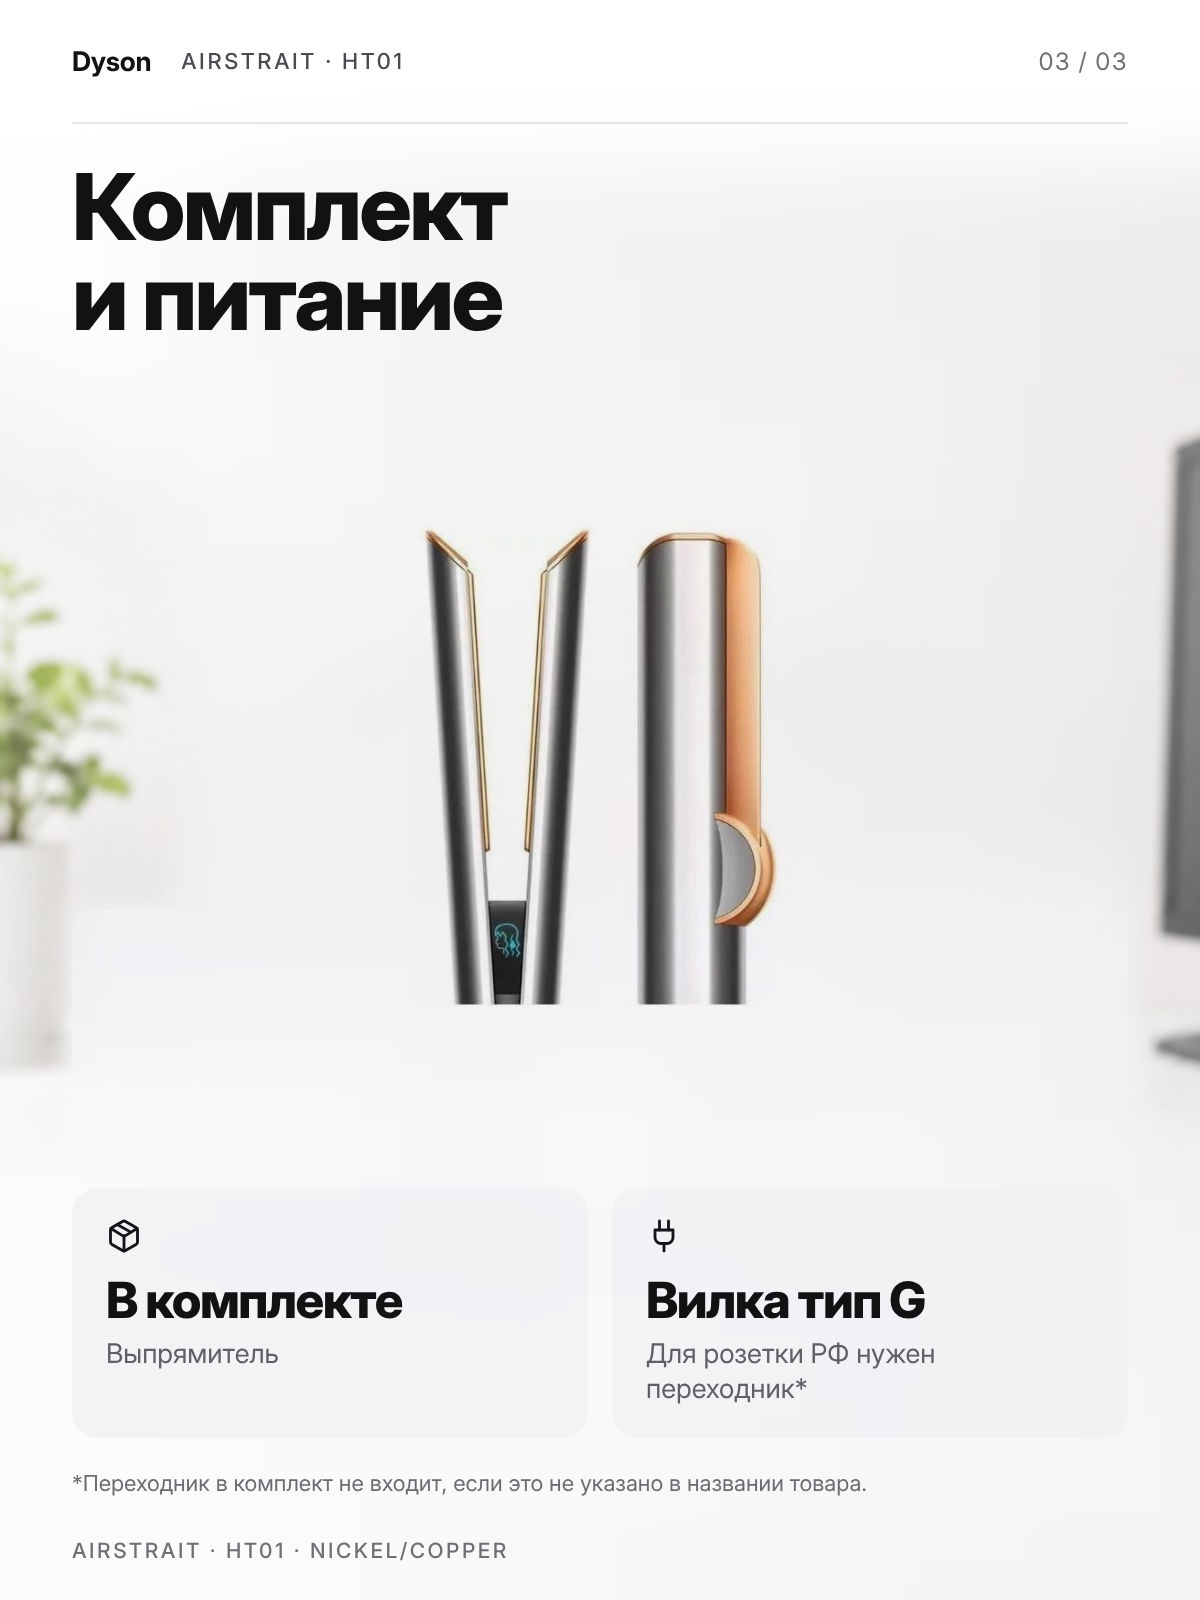 Dyson AIRSTRAIT · HT01 03 / 03
Комплект
и питание
В комплекте
Выпрямитель
Вилка тип G
Для розетки РФ нужен
переходник*
*Переходник в комплект не входит, если это не указано в названии товара.
AIRSTRAIT · HT01 · NICKEL/COPPER